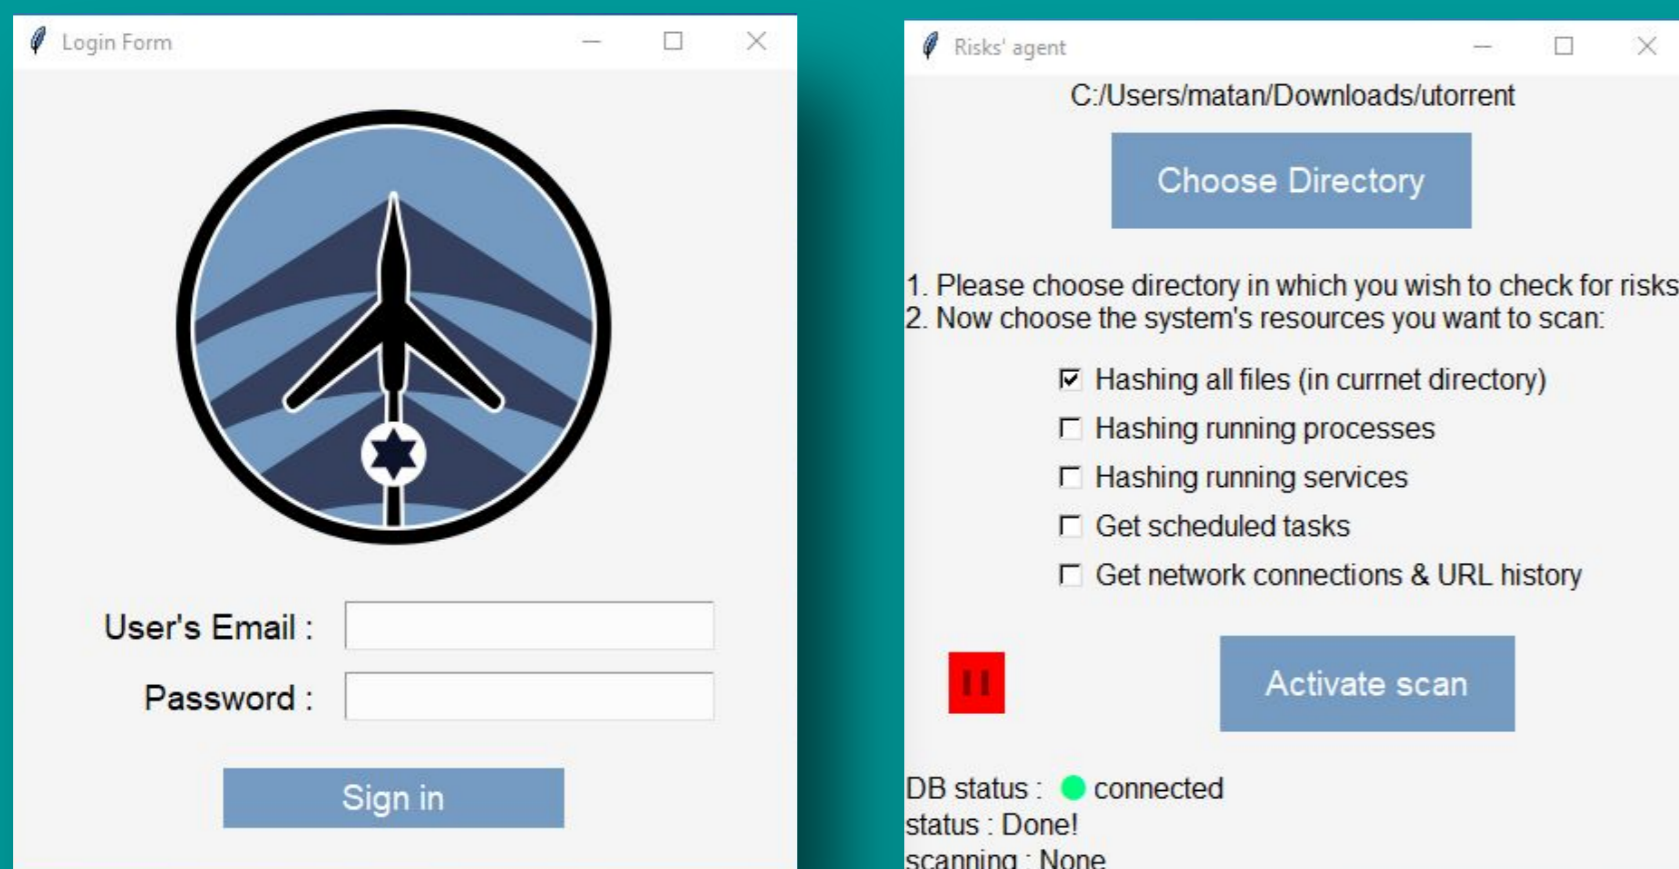 Login Form
User's Email :
Password :
Sign in
Risks' agent
C:/Users/matan/Downloads/utorrent
Choose Directory
1. Please choose directory in which you wish to check for risks
2. Now choose the system's resources you want to scan:
Hashing all files (in currnet directory)
Hashing running processes
Hashing running services
Get scheduled tasks
Get network connections & URL history
Activate scan
DB status : connected
status : Done!
scanning : None